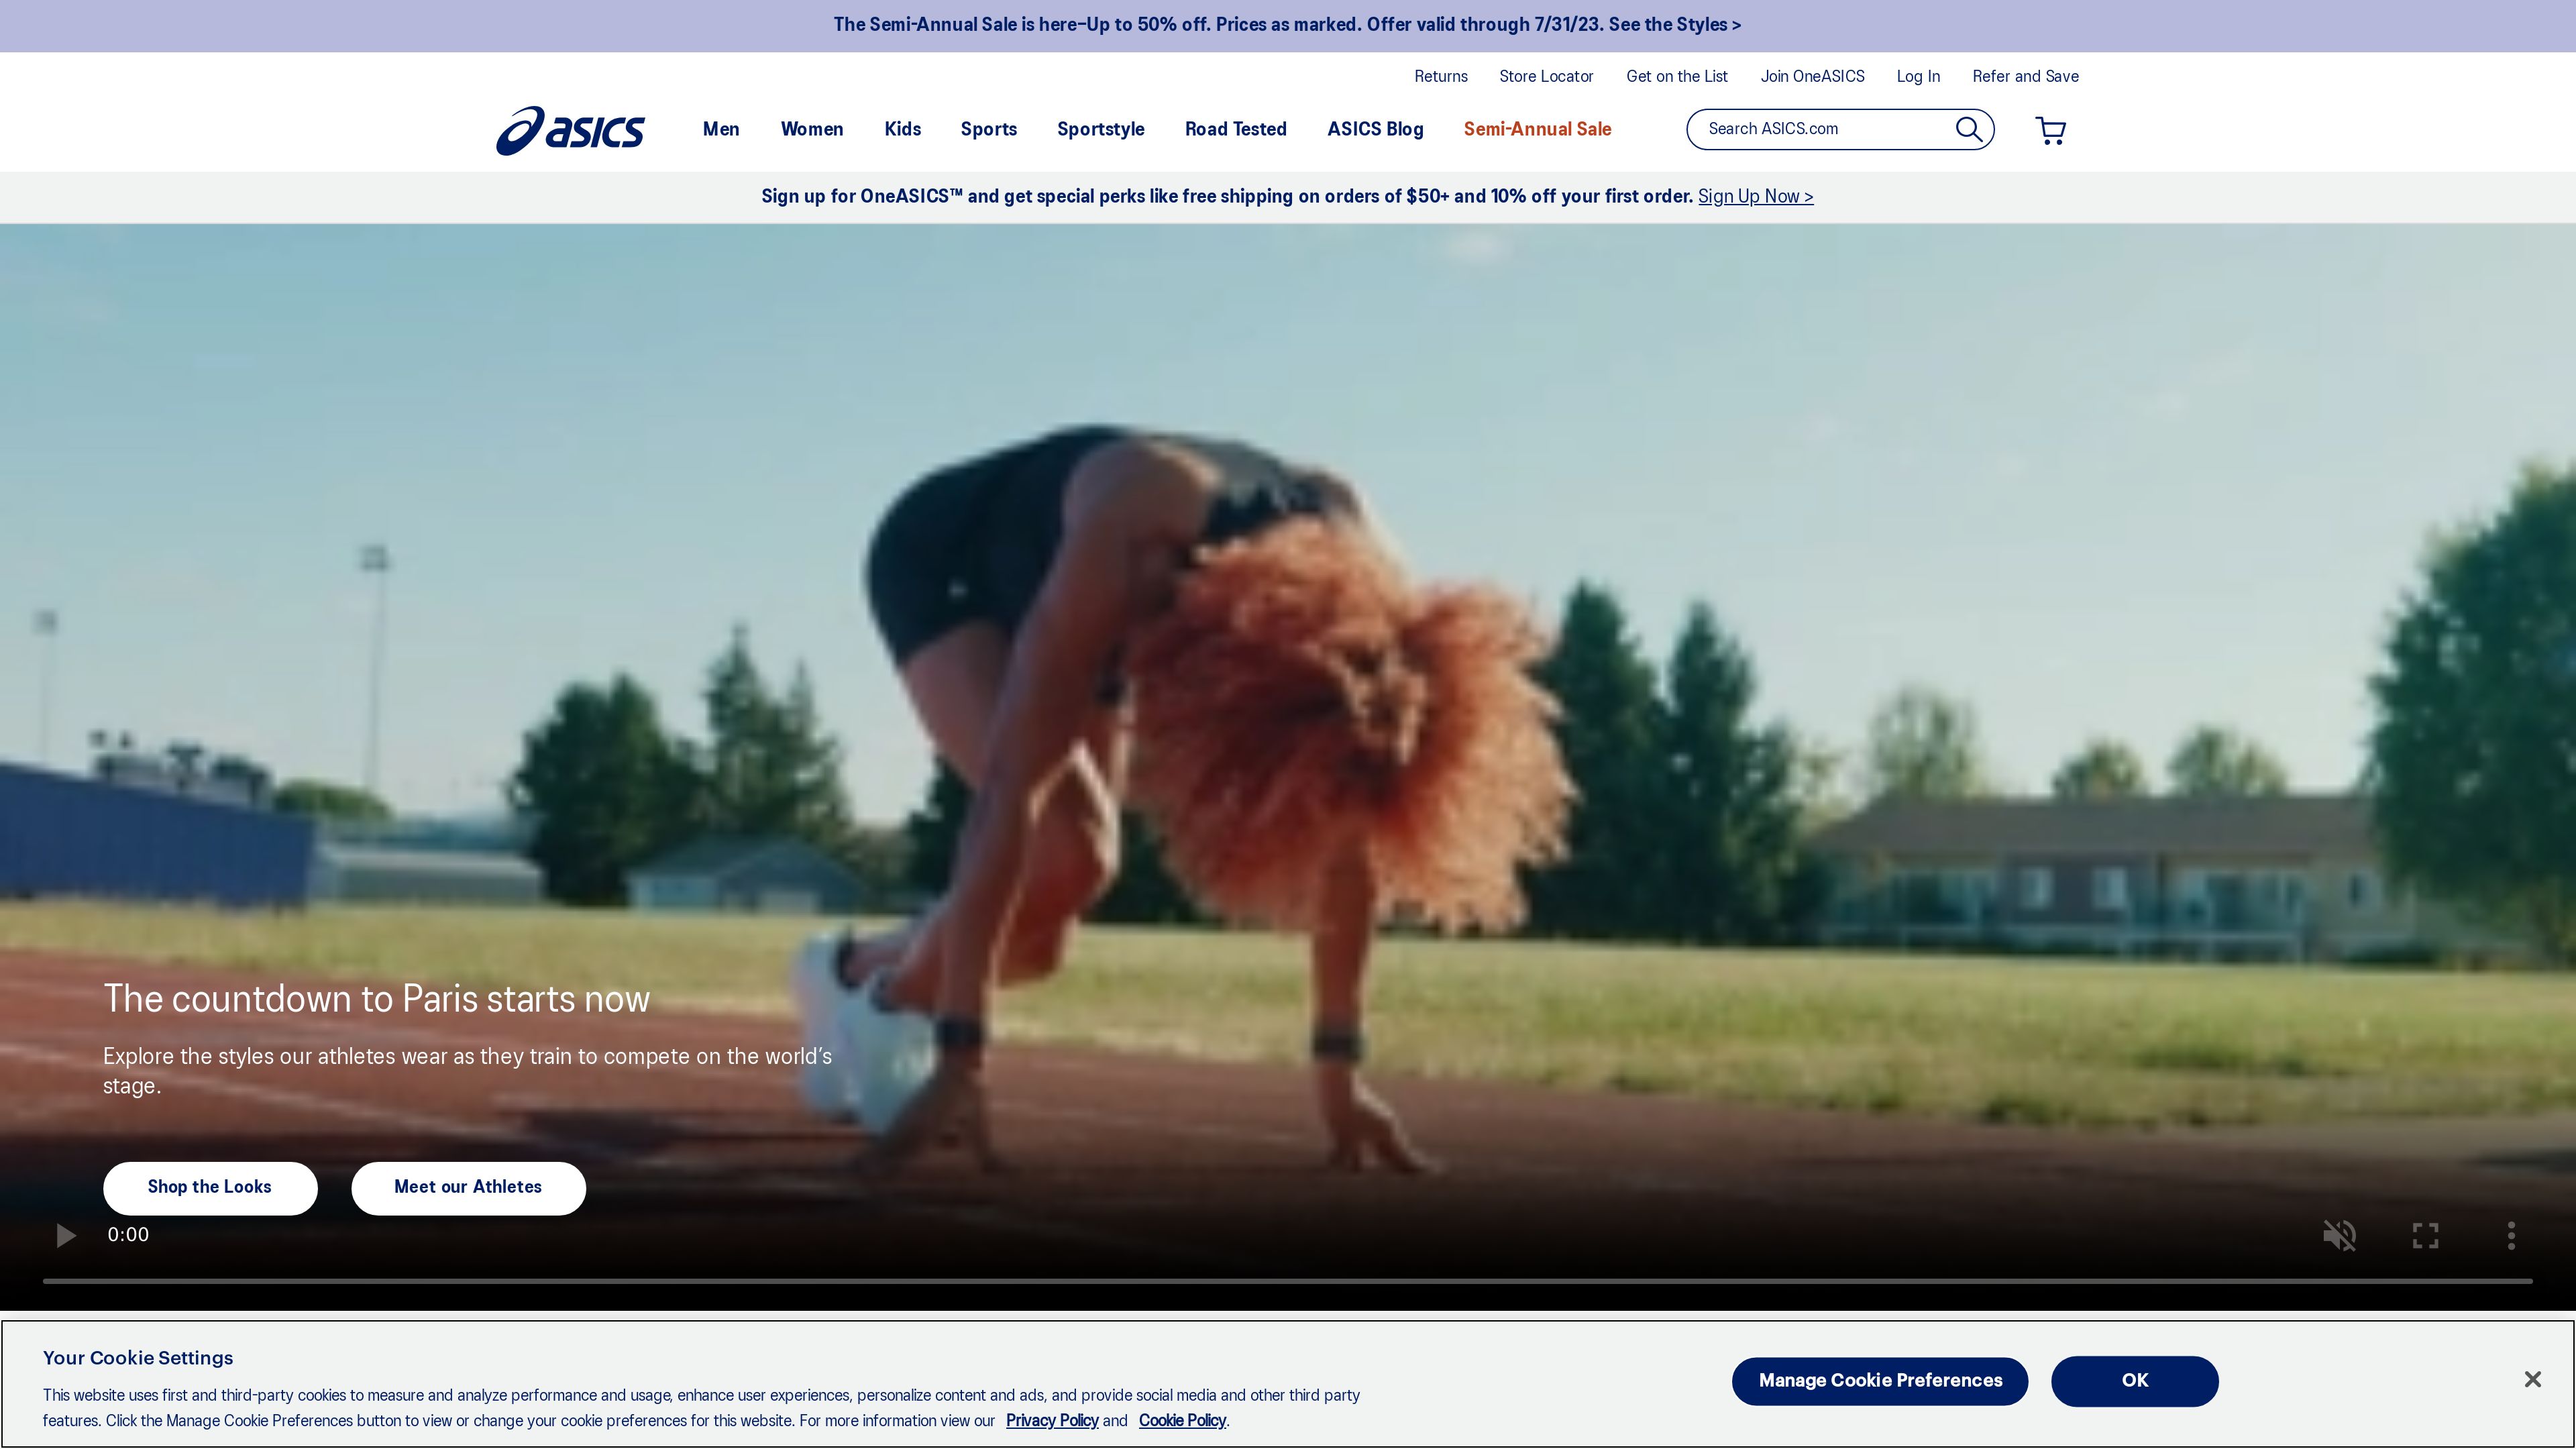 The Semi-Annual Sale is here–Up to 50% off. Prices as marked. Offer valid through 7/31/23. See the Styles >
Returns Store Locator Get on the List Join OneASICS Log In Refer and Save
asics Men Women Kids Sports Sportstyle Road Tested ASICS Blog Semi-Annual Sale Search ASICS.com
Sign up for OneASICS™ and get special perks like free shipping on orders of $50+ and 10% off your first order. Sign Up Now >
The countdown to Paris starts now
Explore the styles our athletes wear as they train to compete on the world's
stage.
Shop the Looks Meet our Athletes
0:00
Your Cookie Settings
This website uses first and third-party cookies to measure and analyze performance and usage, enhance user experiences, personalize content and ads, and provide social media and other third party
features. Click the Manage Cookie Preferences button to view or change your cookie preferences for this website. For more information view our Privacy Policy and Cookie Policy.
Manage Cookie Preferences OK